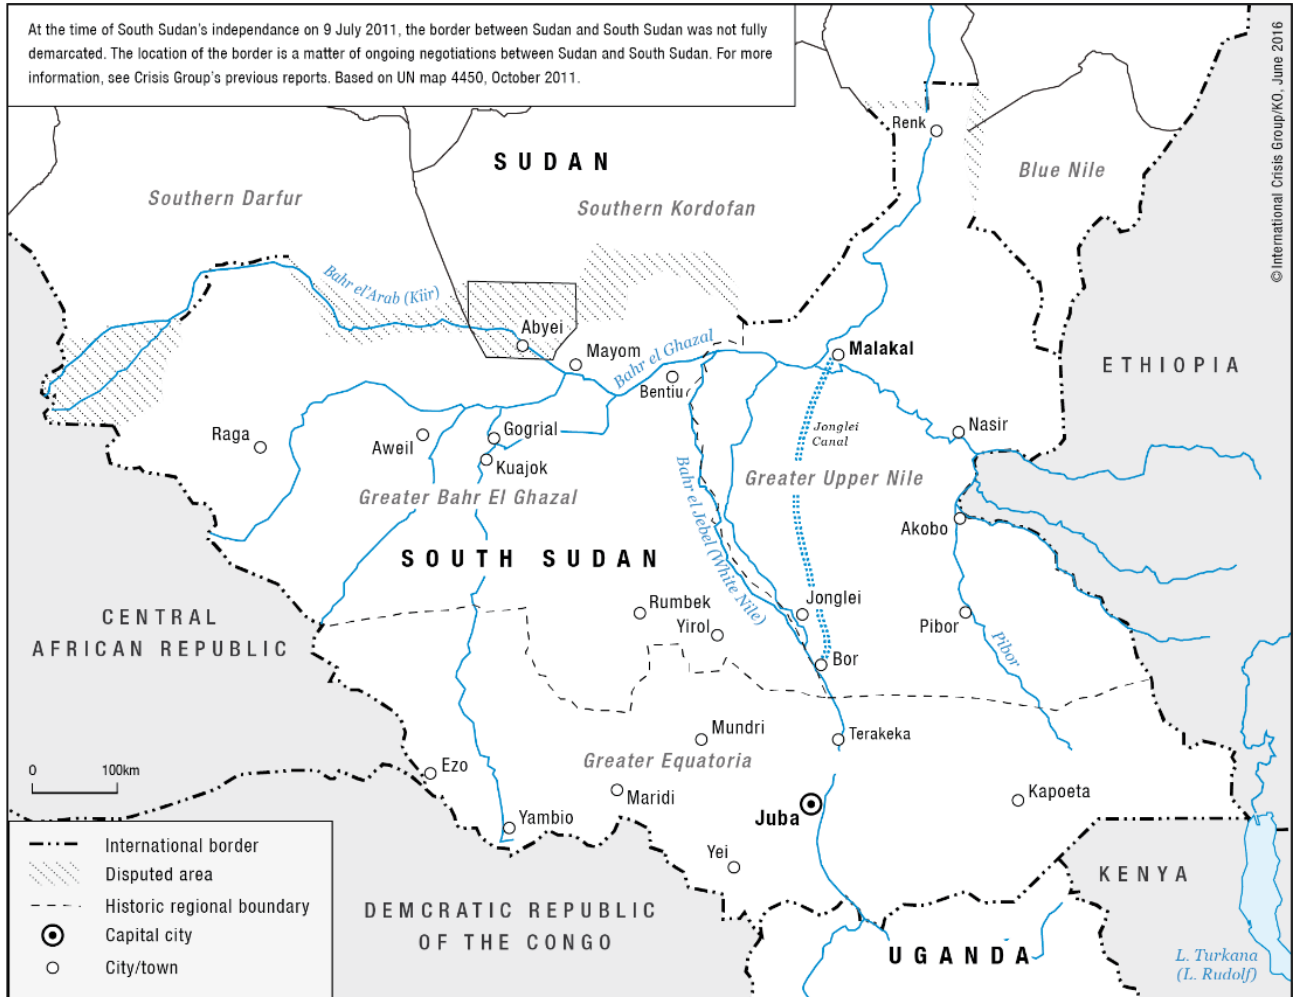 At the time of South Sudan's independence on 9 July 2011, the border between Sudan and South Sudan was not fully
demarcated. The location of the border is a matter of ongoing negotiations between Sudan and South Sudan. For more
information, see Crisis Group's previous reports. Based on UN map 4450, October 2011.
© International Crisis Group/KO, June 2016
Renk
SUDAN
Blue Nile
Southern Darfur
Southern Kordofan
Bahr el'Arab (Kiir)
Abyei
Mayom
Bahr el Ghazal
Malakal
ETHIOPIA
Bentiu
Raga
Aweil
Gogrial
Jonglei
Canal
Nasir
Kuajok
Greater Bahr El Ghazal
Greater Upper Nile
Bahr el Jebel (White Nile)
Akobo
SOUTH SUDAN
CENTRAL
AFRICAN REPUBLIC
Rumbek
Yirol
Jonglei
Pibor
Pibor
Bor
Mundri
Terakeka
Greater Equatoria
Ezo
0 100km
Maridi
Kapoeta
Yambio
Juba
Yei
KENYA
DEMCRATIC REPUBLIC
OF THE CONGO
UGANDA
L. Turkana
(L. Rudolf)
International border
Disputed area
Historic regional boundary
Capital city
City/town